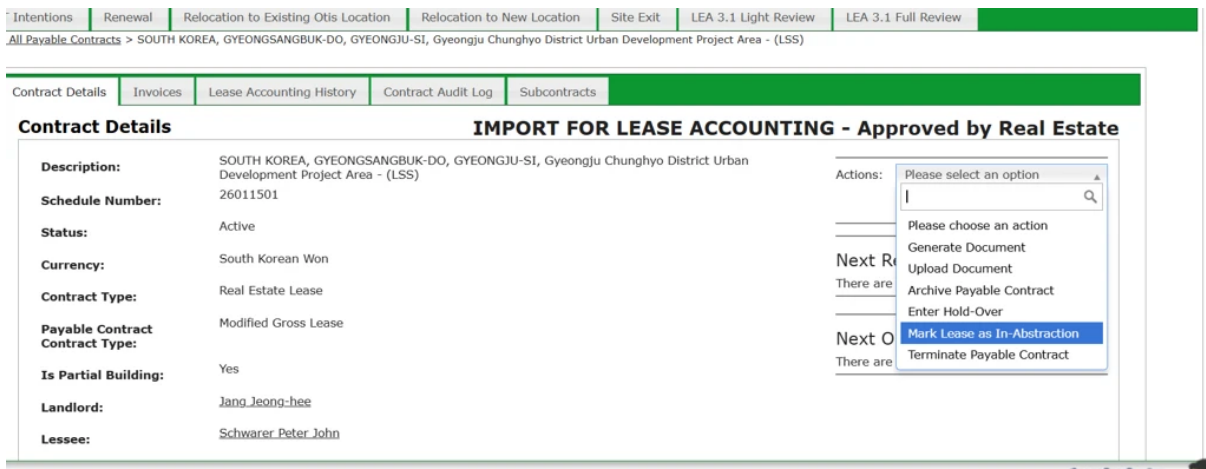 Intentions Renewal Relocation to Existing Otis Location Relocation to New Location Site Exit LEA 3.1 Light Review LEA 3.1 Full Review
All Payable Contracts > SOUTH KOREA, GYEONGSANGBUK-DO, GYEONGJU-SI, Gyeongju Chunghyo District Urban Development Project Area - (LSS)
Contract Details Invoices Lease Accounting History Contract Audit Log Subcontracts
Contract Details
IMPORT FOR LEASE ACCOUNTING - Approved by Real Estate
Description: SOUTH KOREA, GYEONGSANGBUK-DO, GYEONGJU-SI, Gyeongju Chunghyo District Urban
Development Project Area - (LSS)
Schedule Number: 26011501
Status: Active
Currency: South Korean Won
Contract Type: Real Estate Lease
Payable Contract
Contract Type: Modified Gross Lease
Is Partial Building: Yes
Landlord: Jang Jeong-hee
Lessee: Schwarer Peter John
Actions: Please select an option
Please choose an action
Generate Document
Upload Document
Archive Payable Contract
Enter Hold-Over
Mark Lease as In-Abstraction
Terminate Payable Contract
Next R
There are
Next O
There are